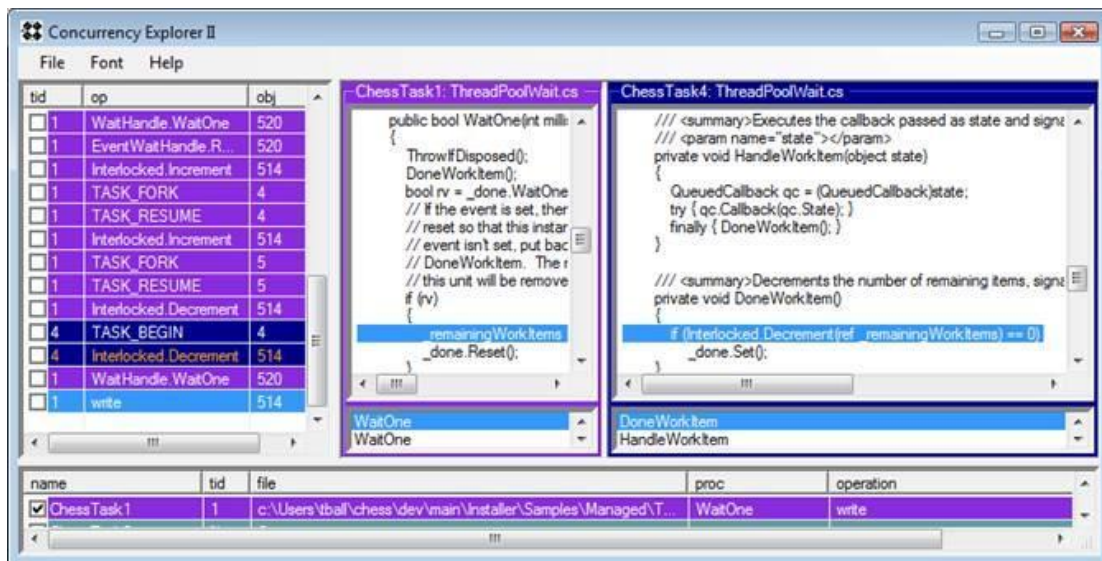 Concurrency Explorer II
File Font Help
tid op obj
1 WaitHandle.WaitOne 520
1 EventWaitHandle.R... 520
1 Interlocked.Increment 514
1 TASK_FORK 4
1 TASK_RESUME 4
1 Interlocked.Increment 514
1 TASK_FORK 5
1 TASK_RESUME 5
1 Interlocked.Decrement 514
4 TASK_BEGIN 4
4 Interlocked.Decrement 514
1 WaitHandle.WaitOne 520
1 write 514
ChessTask1: ThreadPoolWait.cs
public bool WaitOne(int millis
{
ThrowIfDisposed();
DoneWorkItem();
bool rv = _done.WaitOne
// If the event is set, ther
// reset so that this instar
// event isn't set, put bac
// DoneWorkItem. The r
// this unit will be remove
if (rv)
{
_remainingWorkItems
_done.Reset();
}
WaitOne
WaitOne
ChessTask4: ThreadPoolWait.cs
/// <summary>Executes the callback passed as state and signa
/// <param name="state"></param>
private void HandleWorkItem(object state)
{
QueuedCallback qc = (QueuedCallback)state;
try { qc.Callback(qc.State); }
finally { DoneWorkItem(); }
}
/// <summary>Decrements the number of remaining items, signa
private void DoneWorkItem()
{
if (Interlocked.Decrement(ref _remainingWorkItems) == 0)
_done.Set();
}
DoneWorkItem
HandleWorkItem
name tid file proc operation
ChessTask1 1 c:\Users\tball\chess\dev\main\Installer\Samples\Managed\T... WaitOne write